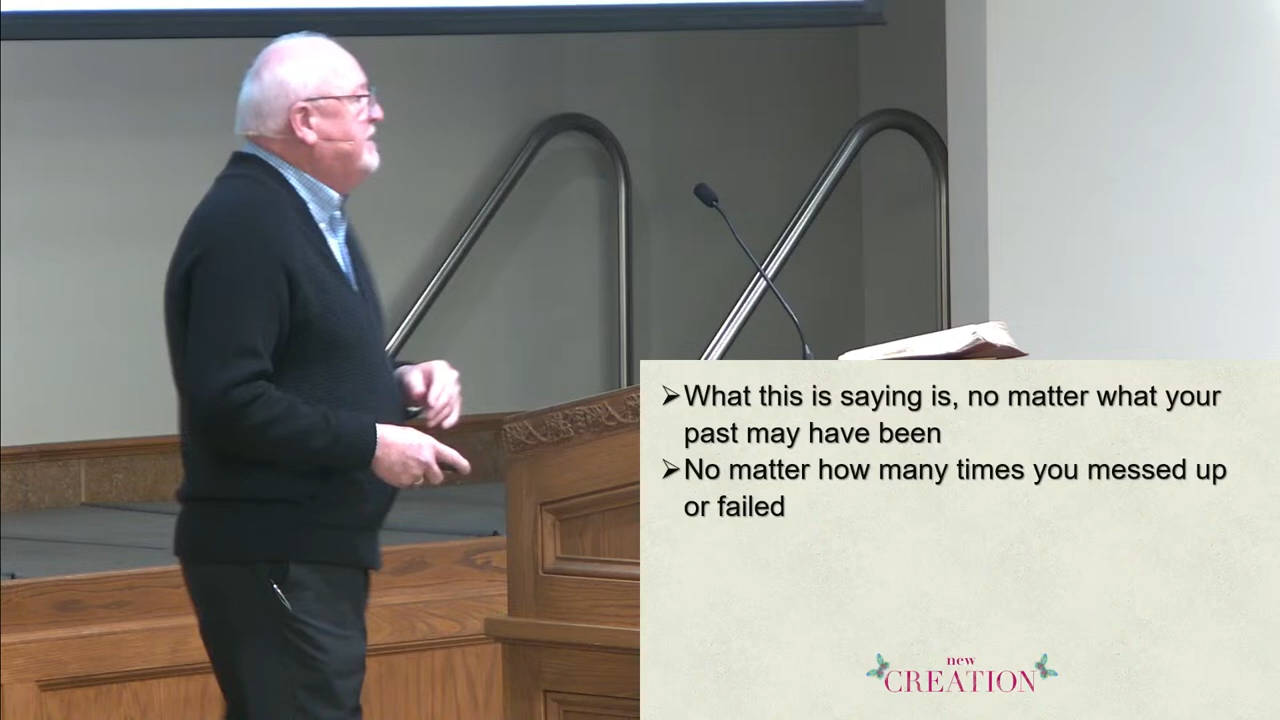 ➢What this is saying is, no matter what your
past may have been
➢No matter how many times you messed up
or failed
new
CREATION